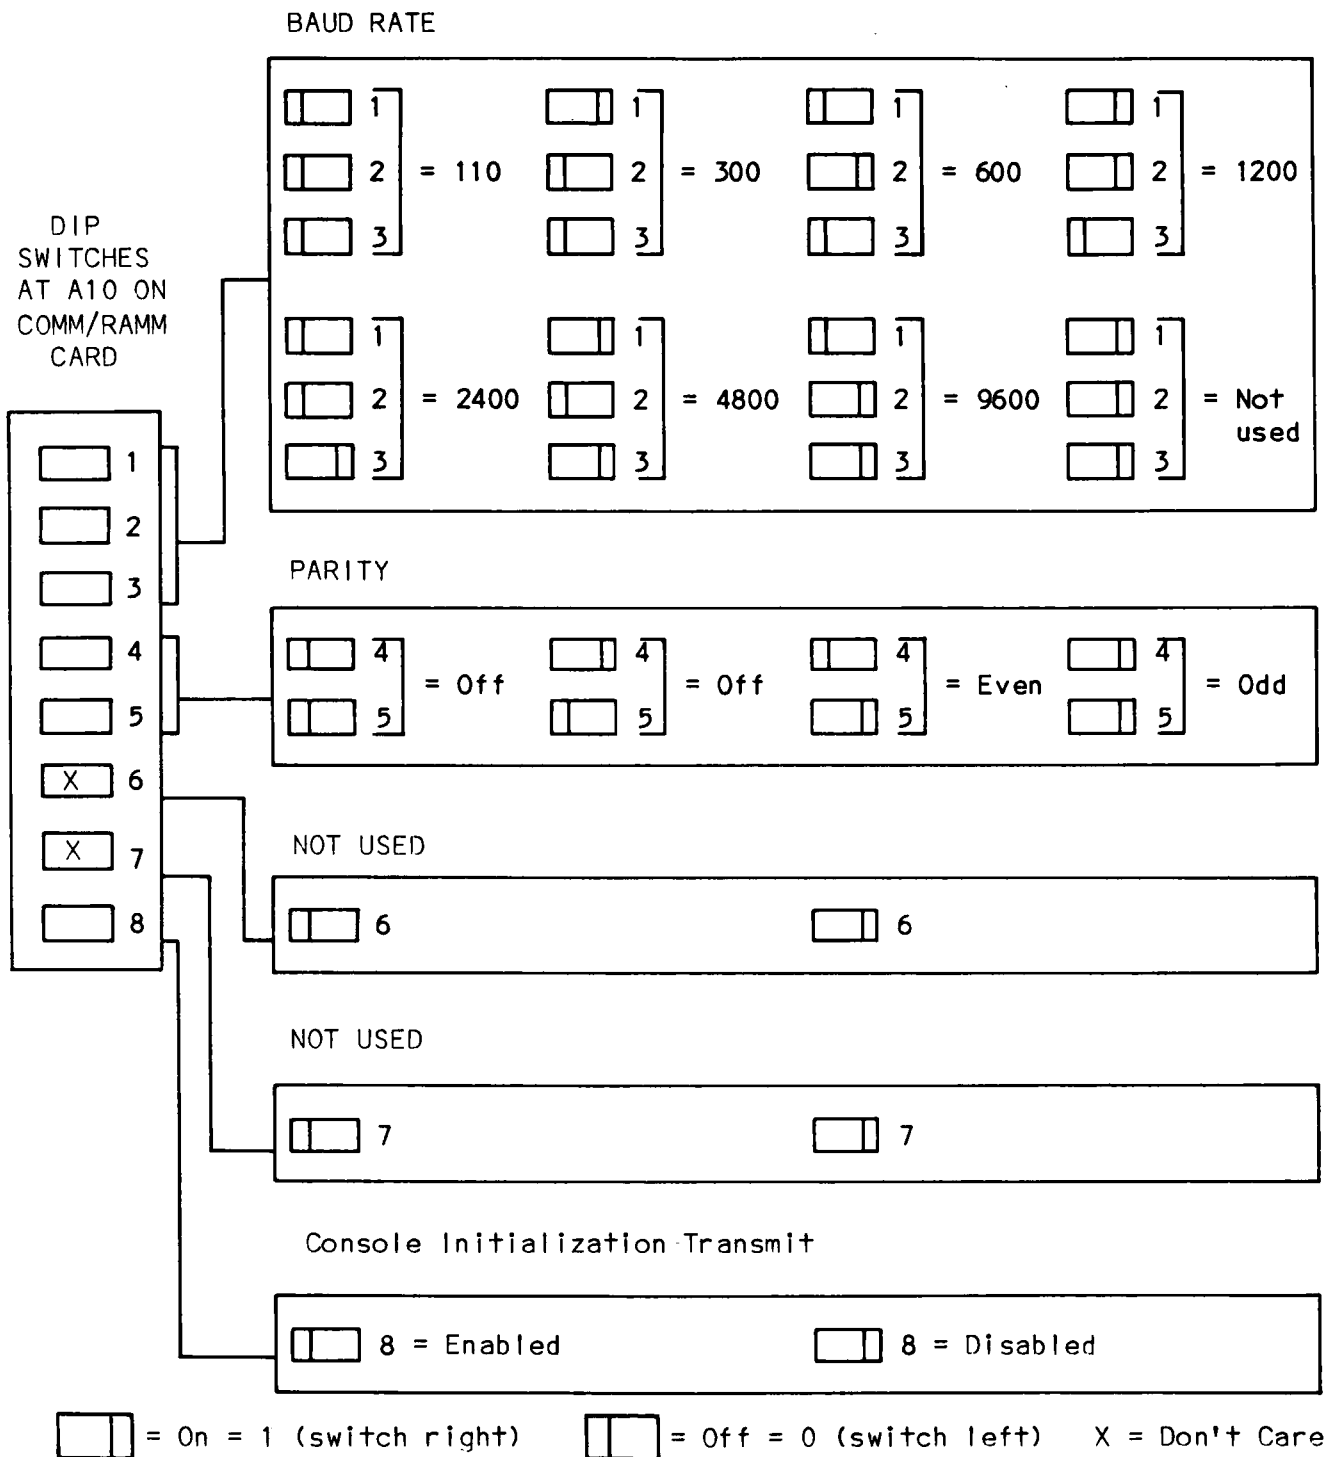 BAUD RATE
1 1 1 1
2 = 110 2 = 300 2 = 600 2 = 1200
3 3 3 3
DIP
SWITCHES
AT A10 ON
COMM/RAMM
CARD
1 1 1 1
2 = 2400 2 = 4800 2 = 9600 2 = Not
used
3 3 3 3
1
2
3
4
5
X 6
X 7
8
PARITY
4 4 4 4
= Off = Off = Even = Odd
5 5 5 5
NOT USED
6 6
NOT USED
7 7
Console Initialization Transmit
8 = Enabled 8 = Disabled
= On = 1 (switch right) = Off = 0 (switch left) X = Don't Care